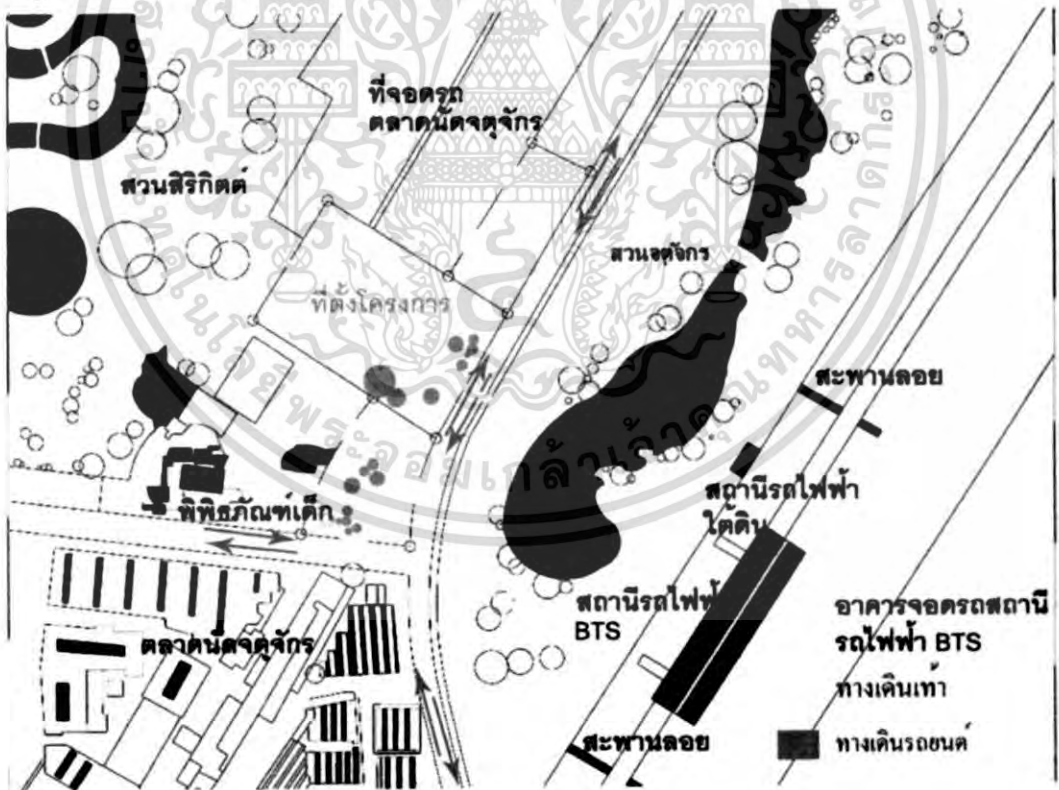 ที่จอดรถ
ตลาดนัดจตุจักร
สวนสิริกิตต์
สวนจตุจักร
ที่ตั้งโครงการ
สะพานลอย
สถานีรถไฟฟ้า
ใต้ดิน
พิพิธภัณฑ์เด็ก
สถานีรถไฟฟ้า
BTS
อาคารจอดรถสถานี
รถไฟฟ้า BTS
ตลาดนัดจตุจักร
ทางเดินเท้า
สะพานลอย
ทางเดินรถยนต์